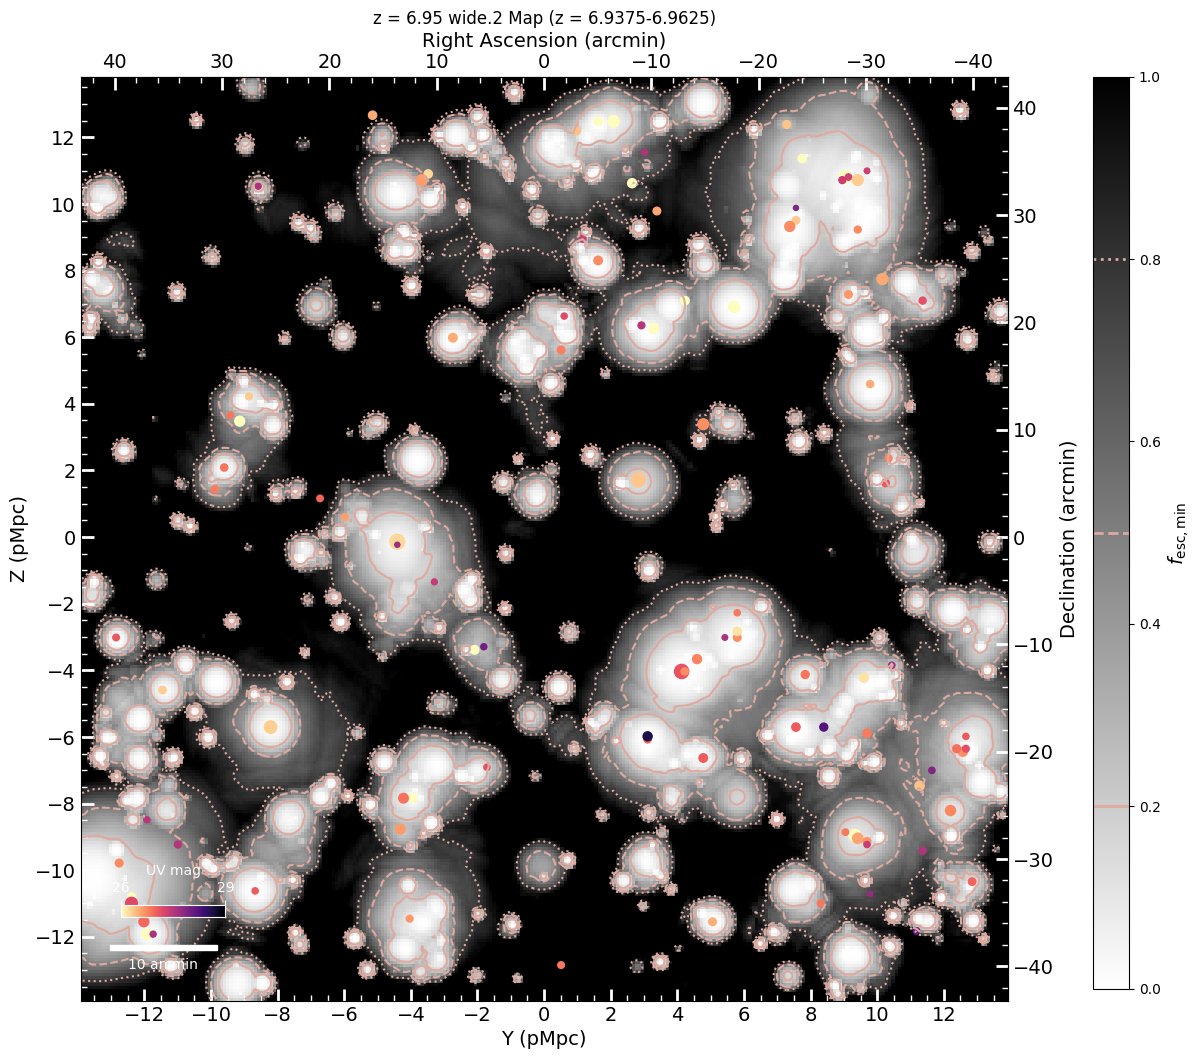 z = 6.95 wide.2 Map (z = 6.9375-6.9625)
Right Ascension (arcmin)
40 30 20 10 0 −10 −20 −30 −40
12
10
8
6
4
2
0
−2
−4
−6
−8
−10
−12
Z (pMpc)
40
30
20
10
0
−10
−20
−30
−40
Declination (arcmin)
1.0
0.8
0.6
0.4
0.2
0.0
fesc, min
UV mag
26 29
10 arcmin
−12 −10 −8 −6 −4 −2 0 2 4 6 8 10 12
Y (pMpc)